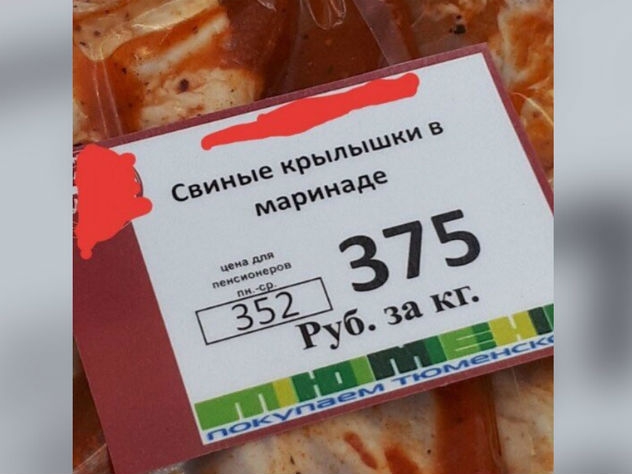 Свиные крылышки в
маринаде
цена для
пенсионеров
пн.-ср.
352
375
Руб. за кг.
покупаем тюменско